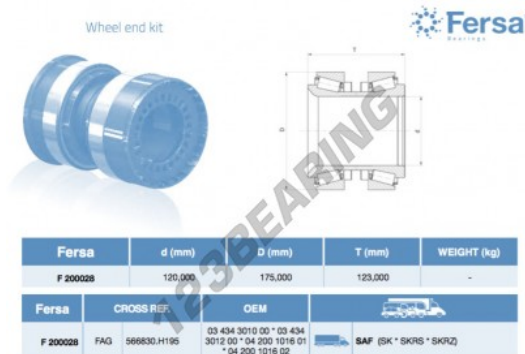 Wheel end kit
Fersa
Bearings
T
D
d
123BEARING
Fersa d (mm) D (mm) T (mm) WEIGHT (kg)
F 200028 120,000 175,000 123,000 -
Fersa CROSS REF. OEM
F 200028 FAG 566830.H195 03 434 3010 00 * 03 434
3012 00 * 04 200 1016 01
* 04 200 1016 02
SAF (SK * SKRS * SKRZ)